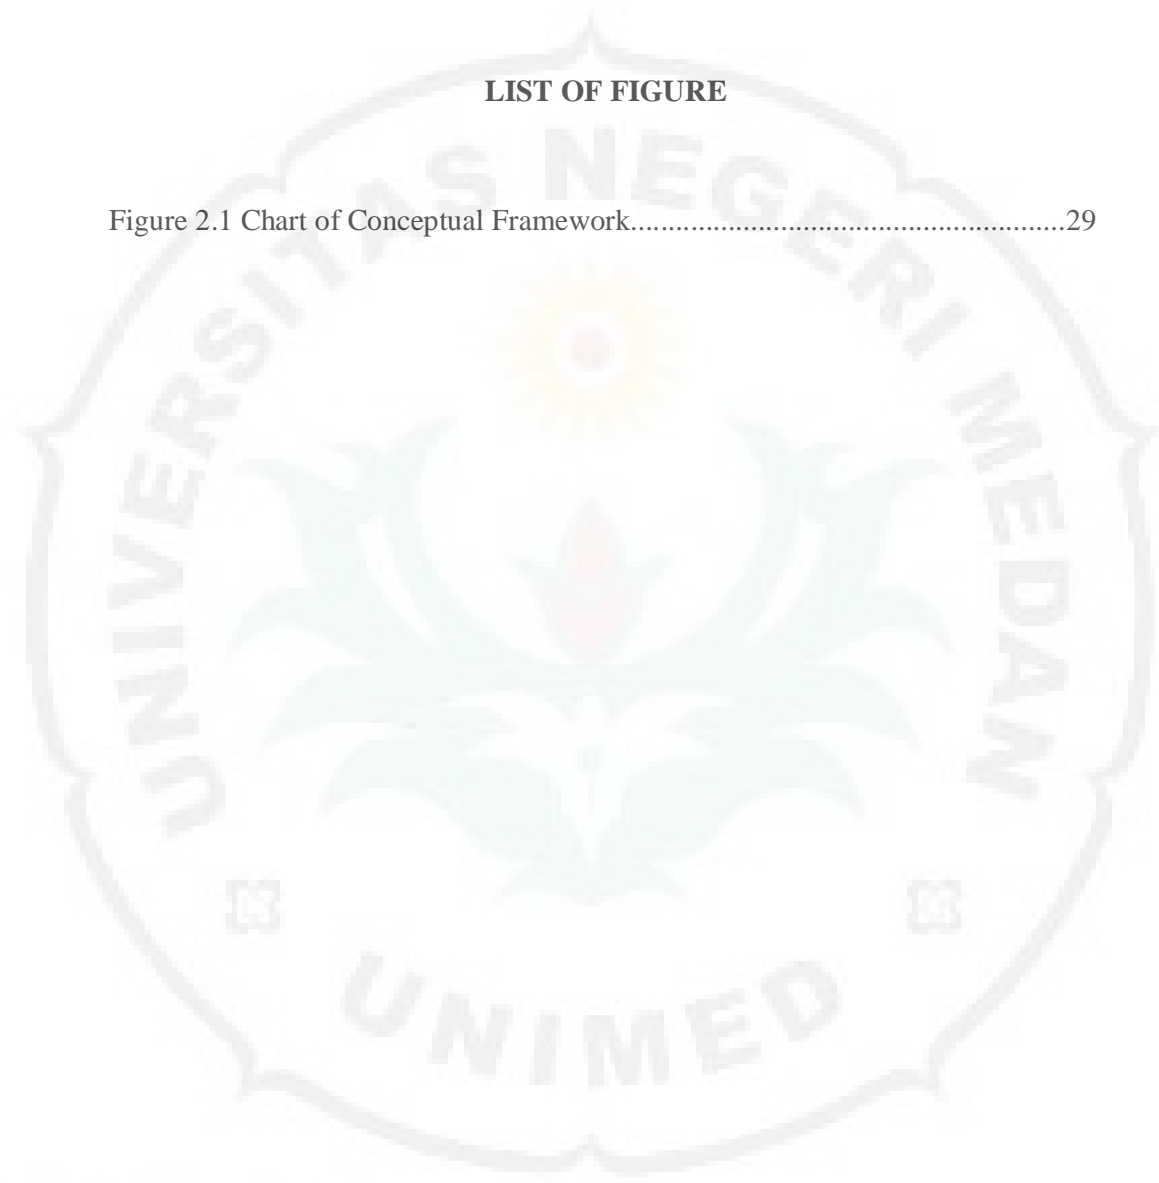 LIST OF FIGURE
Figure 2.1 Chart of Conceptual Framework..........................................................29
UNIVERSITAS NEGERI MEDAN
UNIMED